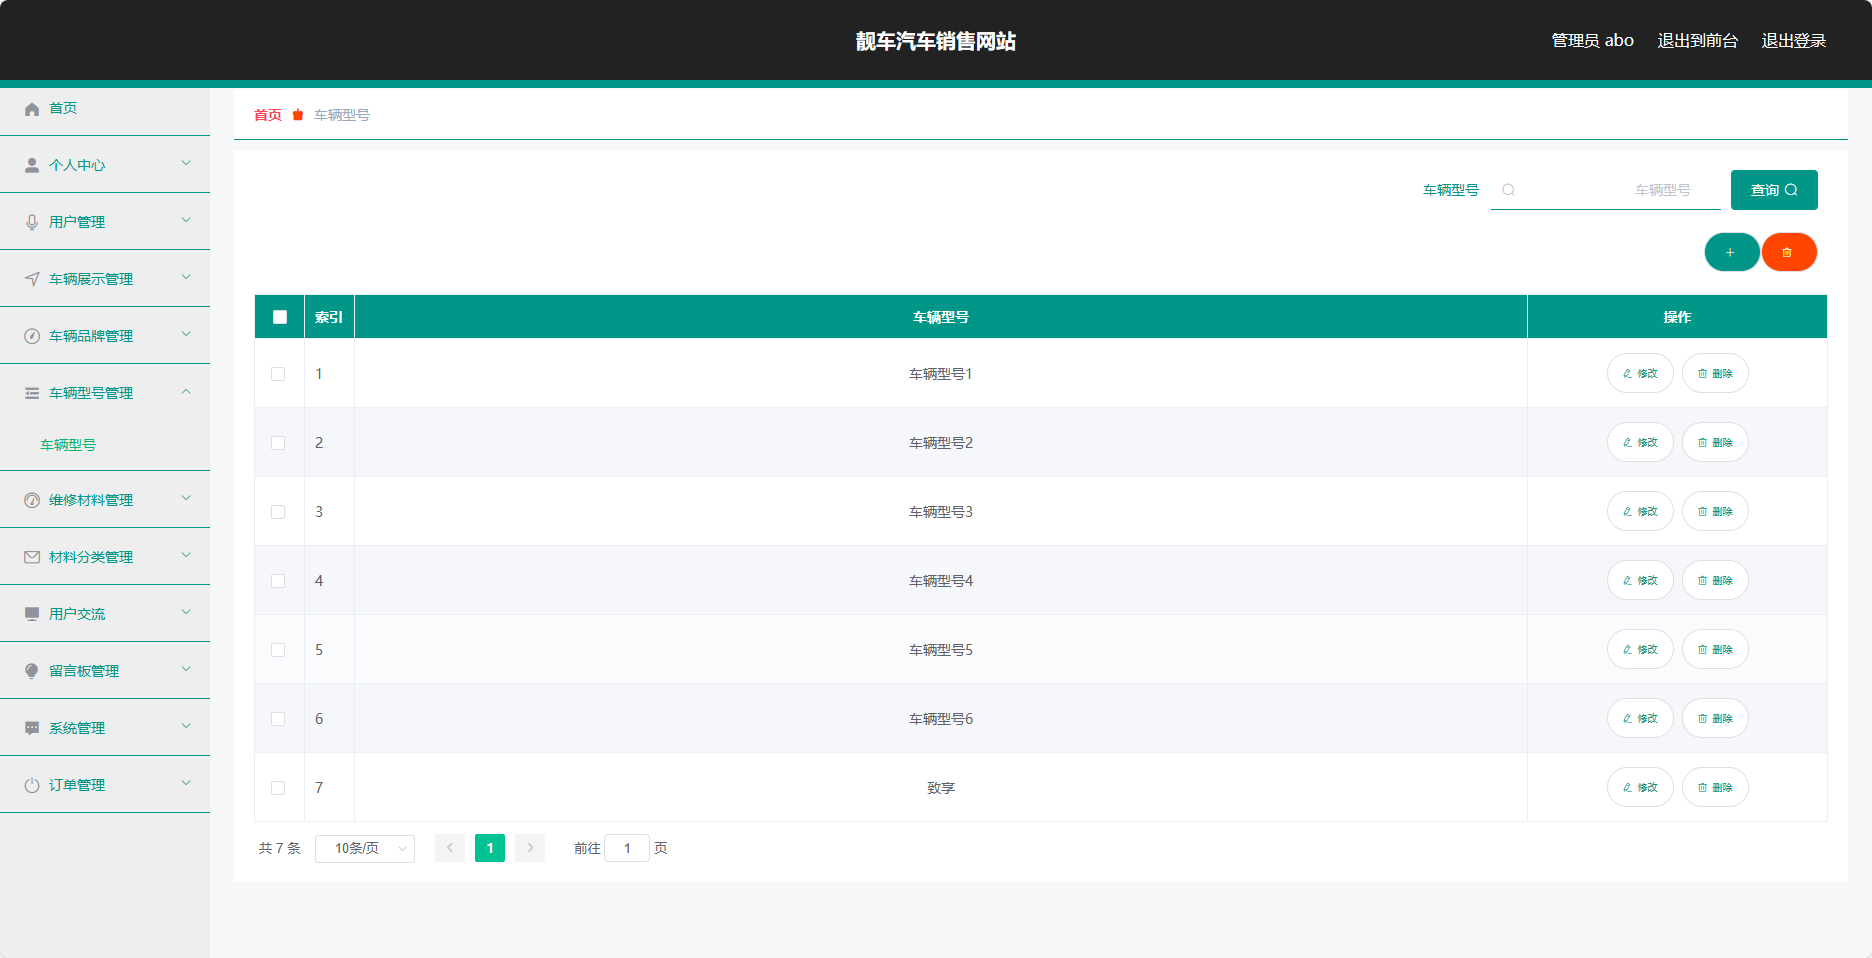 靓车汽车销售网站
管理员 abo 退出到前台 退出登录
首页
个人中心
用户管理
车辆展示管理
车辆品牌管理
车辆型号管理
车辆型号
维修材料管理
材料分类管理
用户交流
留言板管理
系统管理
订单管理
首页 车辆型号
车辆型号 车辆型号 查询
索引 车辆型号 操作
1 车辆型号1 修改 删除
2 车辆型号2 修改 删除
3 车辆型号3 修改 删除
4 车辆型号4 修改 删除
5 车辆型号5 修改 删除
6 车辆型号6 修改 删除
7 致享 修改 删除
共 7 条 10条/页 1 前往 1 页